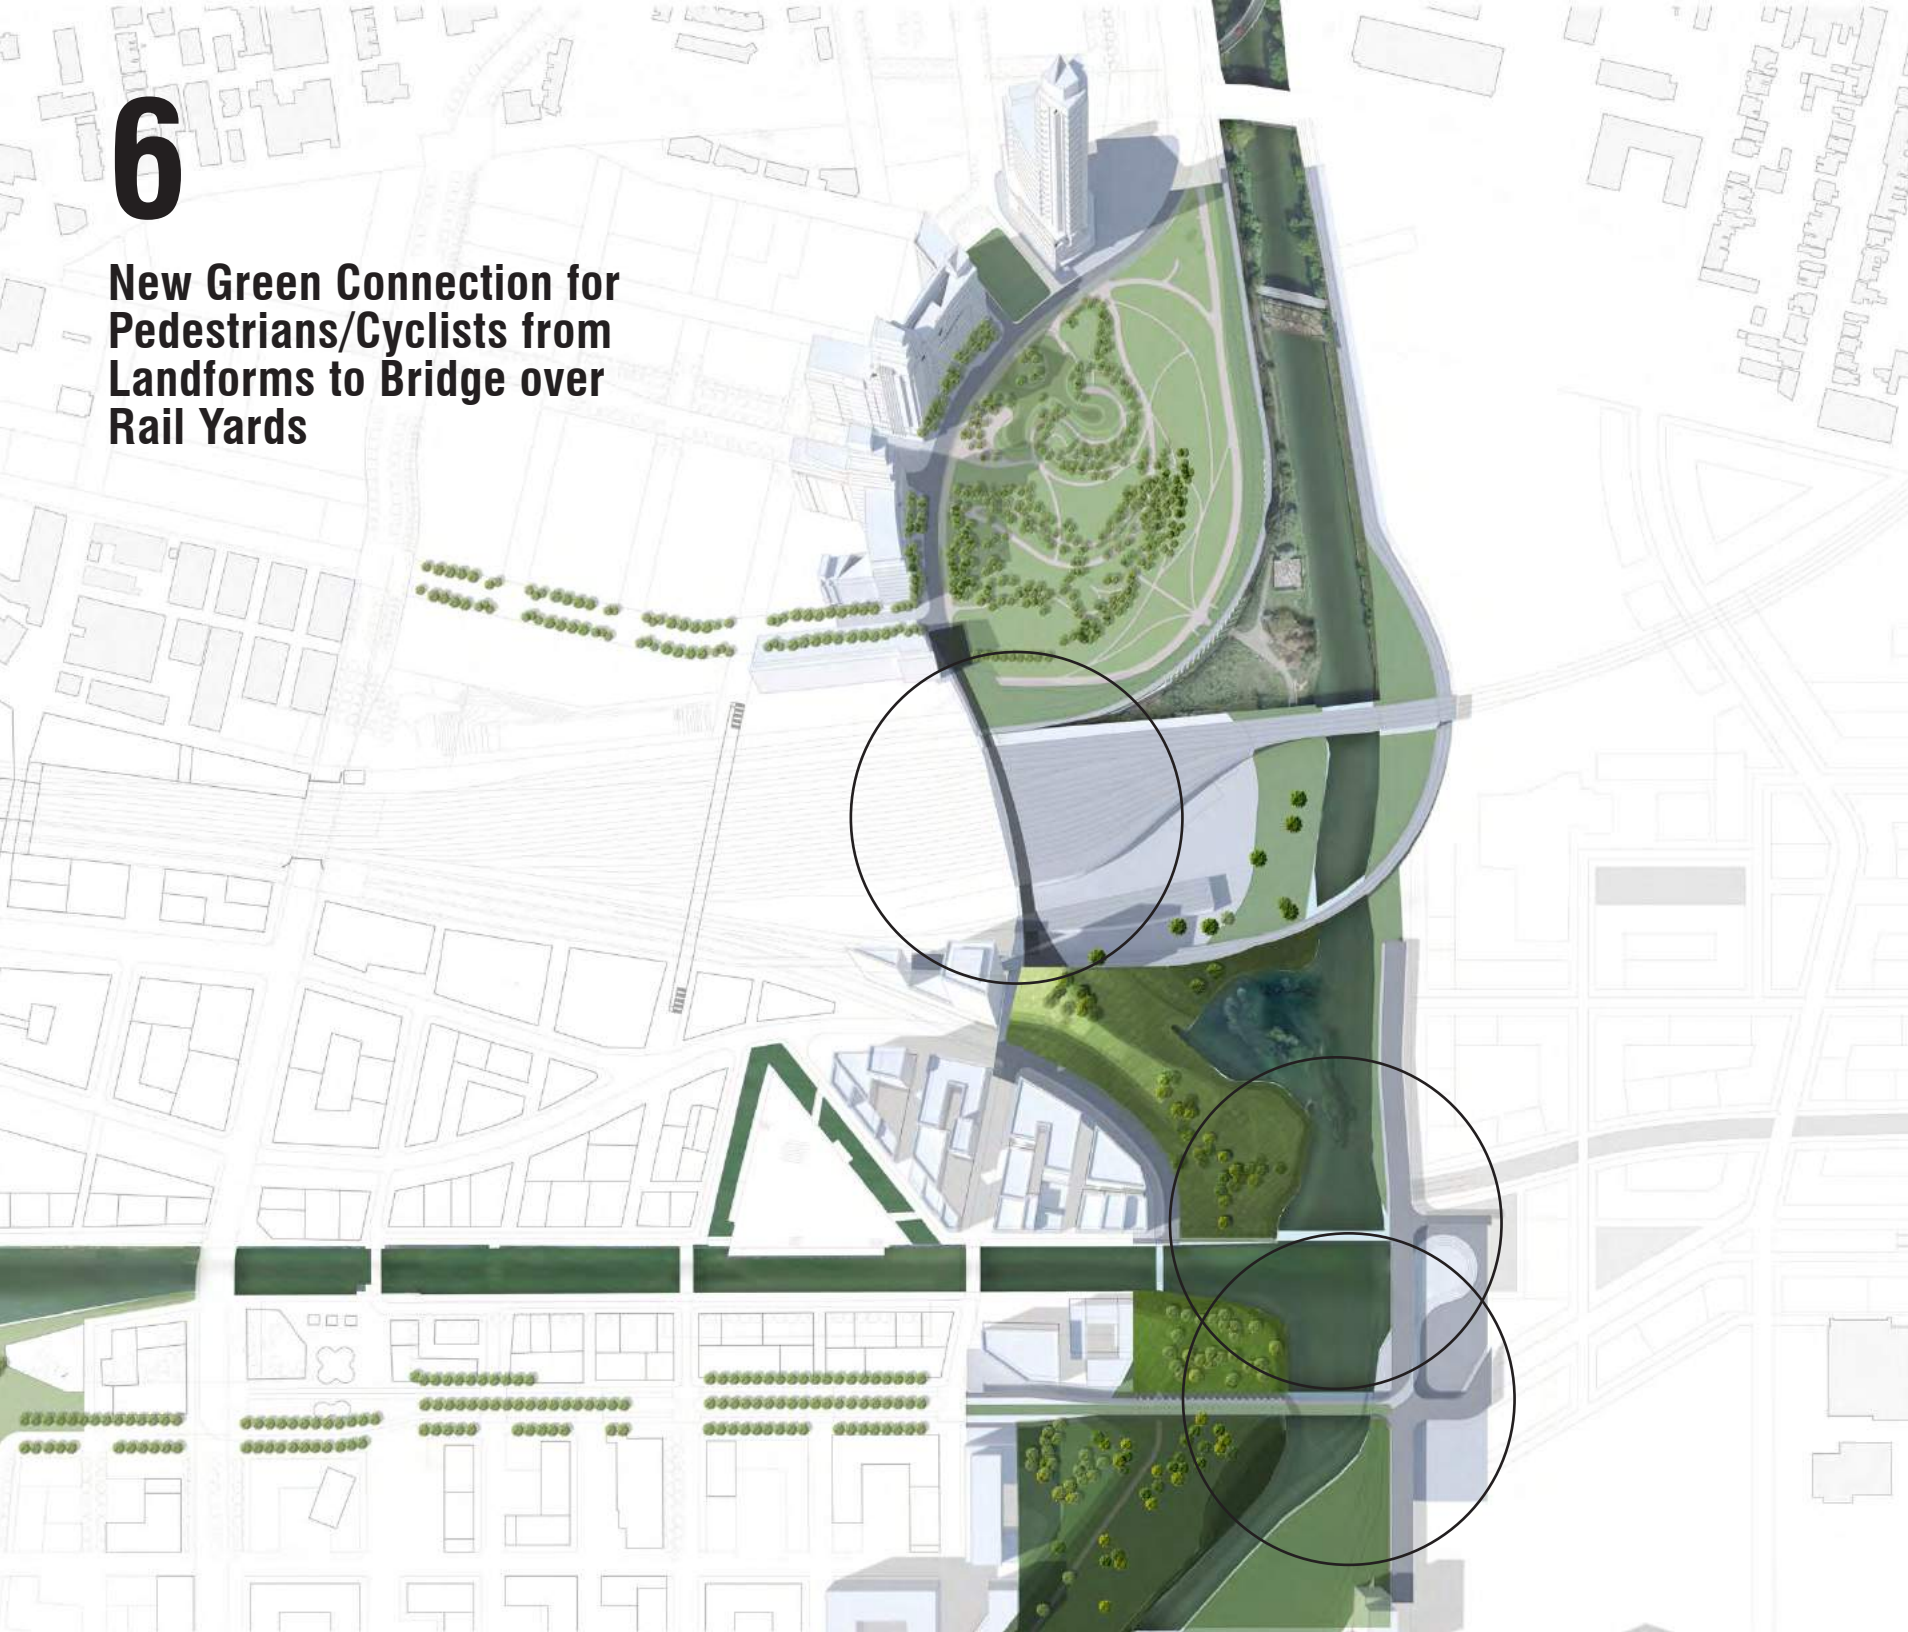 6
New Green Connection for
Pedestrians/Cyclists from
Landforms to Bridge over
Rail Yards